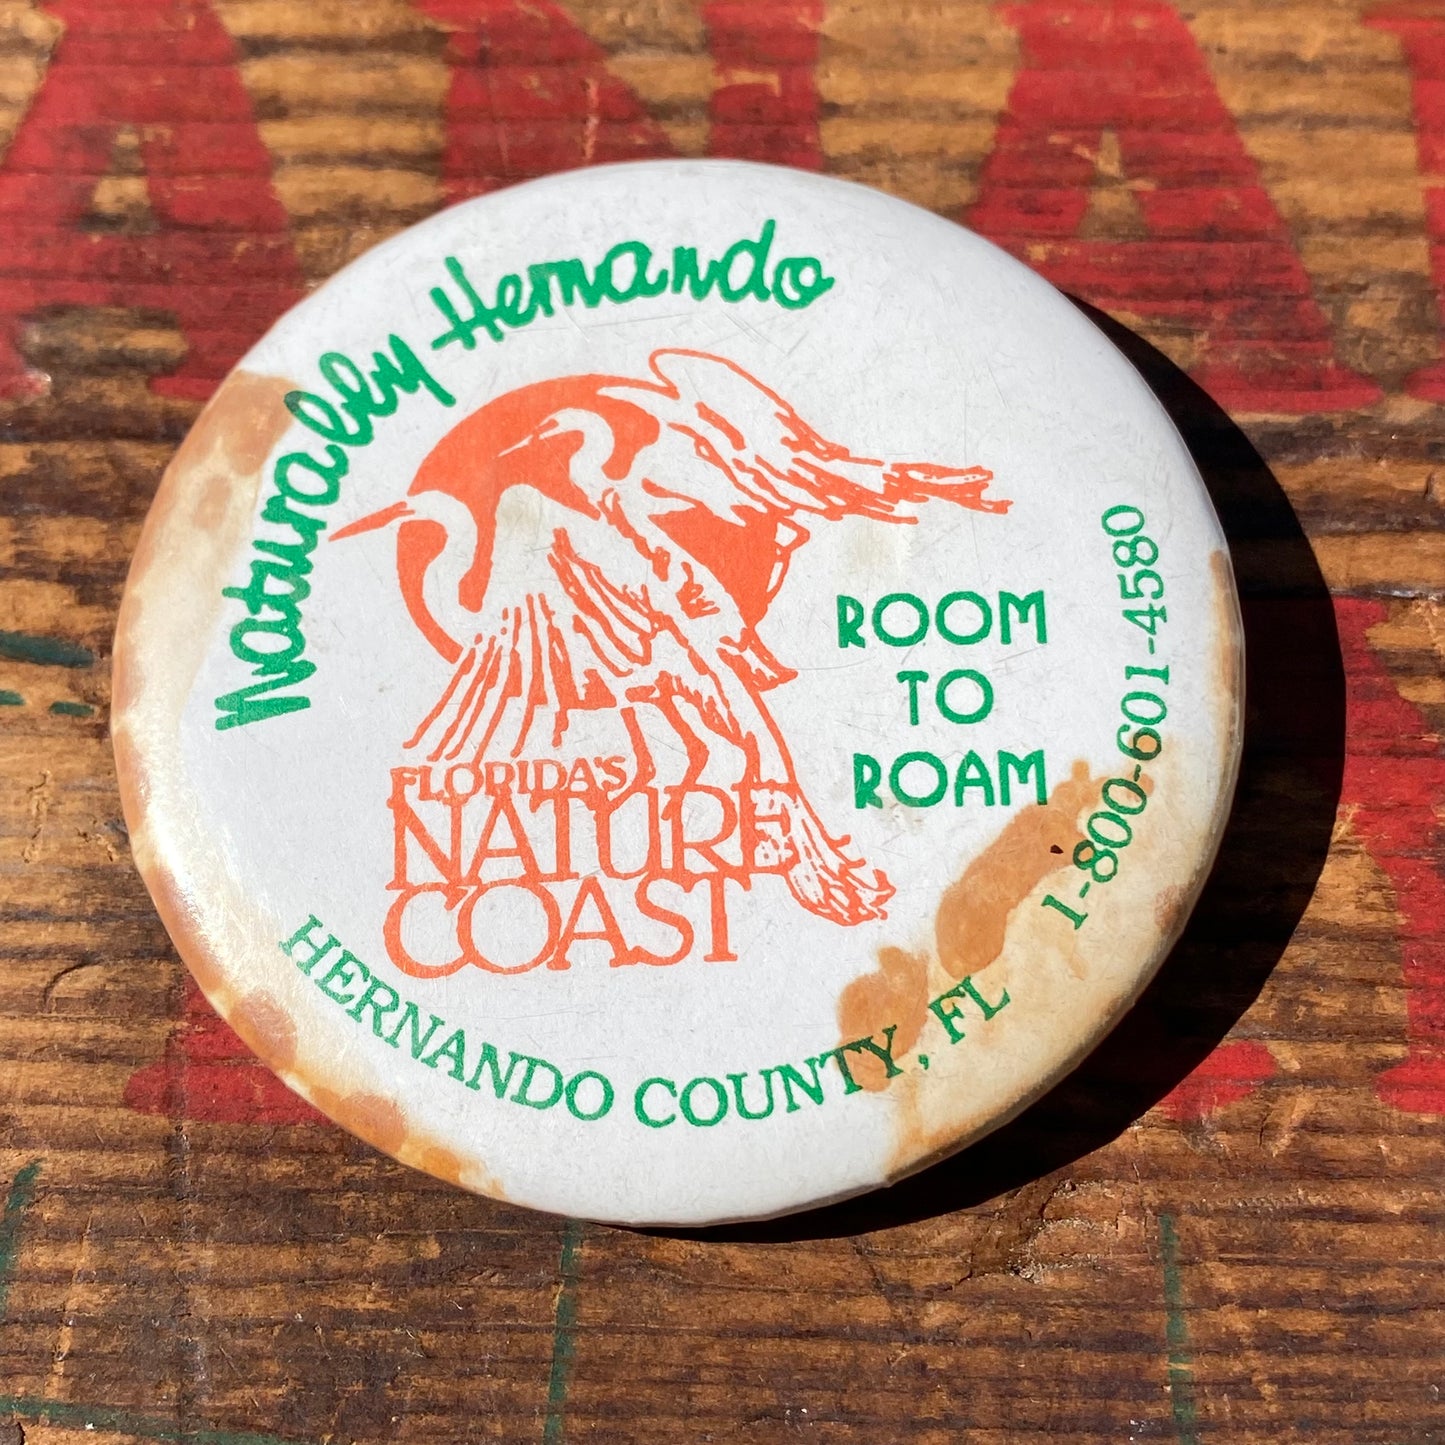 Naturally Hernando
ROOM
TO
ROAM
FLORIDA'S
NATURE
COAST
HERNANDO COUNTY, FL
1-800-601-4580